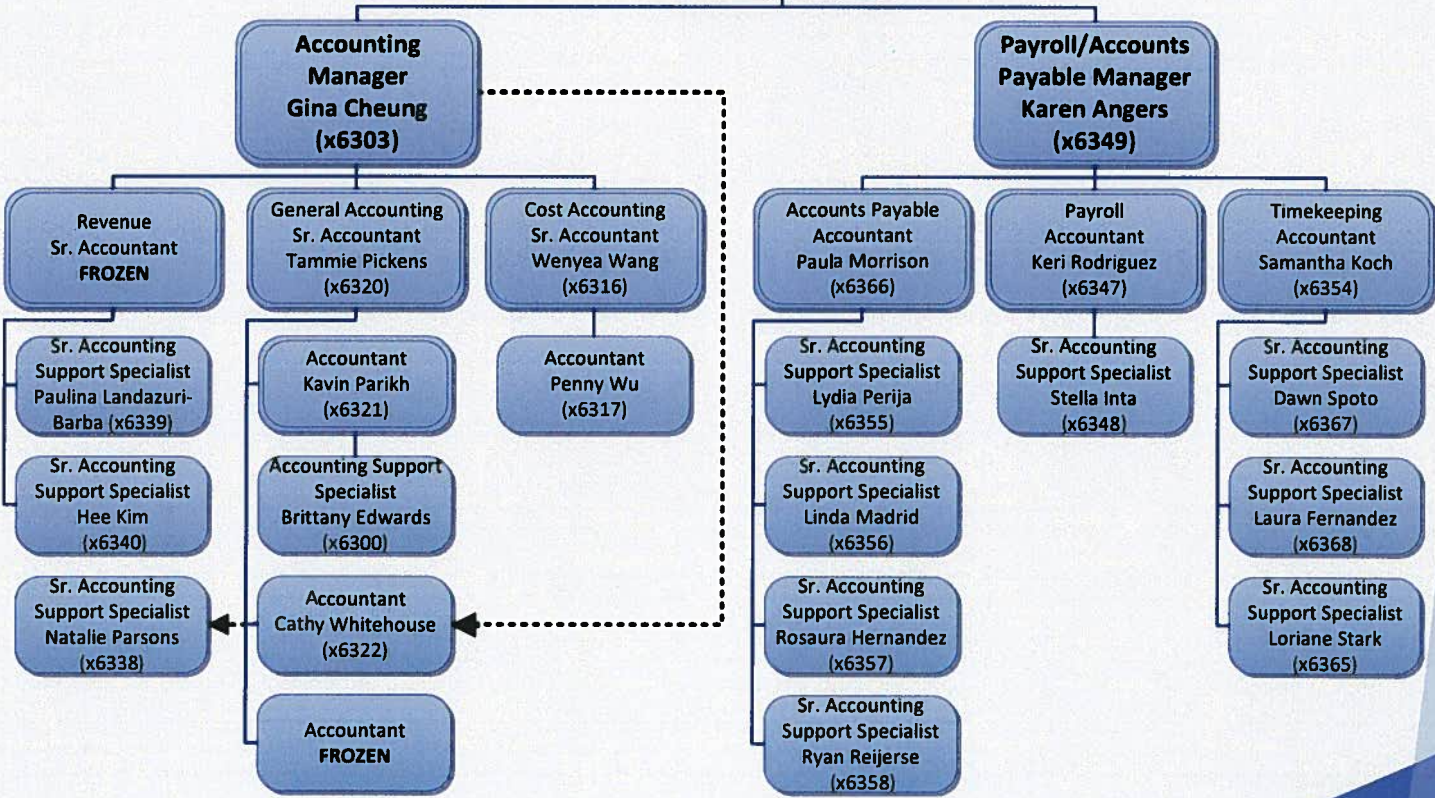 Accounting
Manager
Gina Cheung
(x6303)
Payroll/Accounts
Payable Manager
Karen Angers
(x6349)
Revenue
Sr. Accountant
FROZEN
General Accounting
Sr. Accountant
Tammie Pickens
(x6320)
Cost Accounting
Sr. Accountant
Wenyea Wang
(x6316)
Accounts Payable
Accountant
Paula Morrison
(x6366)
Payroll
Accountant
Keri Rodriguez
(x6347)
Timekeeping
Accountant
Samantha Koch
(x6354)
Sr. Accounting
Support Specialist
Paulina Landazuri-
Barba (x6339)
Accountant
Kavin Parikh
(x6321)
Accountant
Penny Wu
(x6317)
Sr. Accounting
Support Specialist
Lydia Perija
(x6355)
Sr. Accounting
Support Specialist
Stella Inta
(x6348)
Sr. Accounting
Support Specialist
Dawn Spoto
(x6367)
Sr. Accounting
Support Specialist
Hee Kim
(x6340)
Accounting Support
Specialist
Brittany Edwards
(x6300)
Sr. Accounting
Support Specialist
Linda Madrid
(x6356)
Sr. Accounting
Support Specialist
Laura Fernandez
(x6368)
Sr. Accounting
Support Specialist
Natalie Parsons
(x6338)
Accountant
Cathy Whitehouse
(x6322)
Sr. Accounting
Support Specialist
Rosaura Hernandez
(x6357)
Sr. Accounting
Support Specialist
Loriane Stark
(x6365)
Accountant
FROZEN
Sr. Accounting
Support Specialist
Ryan Reijerse
(x6358)